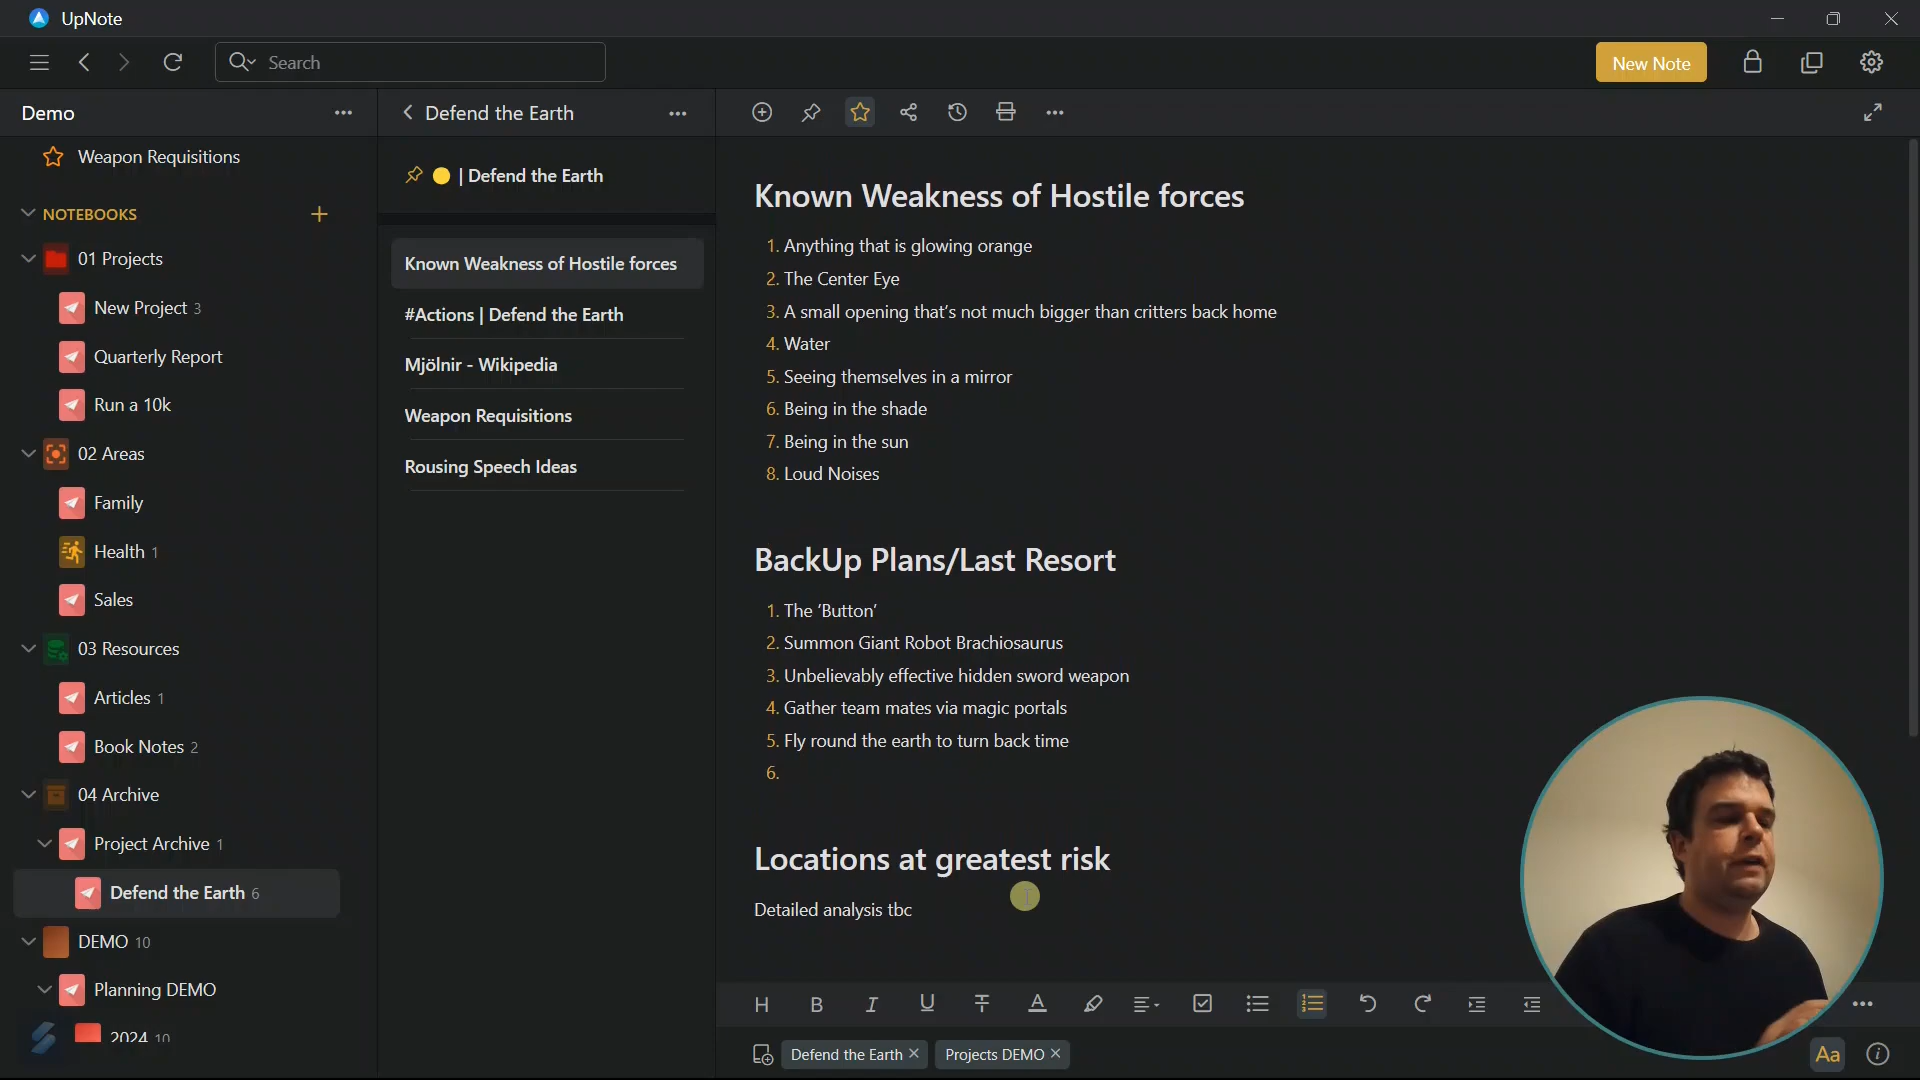 UpNote
Search
New Note
Demo
Weapon Requisitions
NOTEBOOKS
01 Projects
New Project 3
Quarterly Report
Run a 10k
02 Areas
Family
Health 1
Sales
03 Resources
Articles 1
Book Notes 2
04 Archive
Project Archive 1
Defend the Earth 6
DEMO 10
Planning DEMO
2024 10
Defend the Earth
| Defend the Earth
Known Weakness of Hostile forces
#Actions | Defend the Earth
Mjölnir - Wikipedia
Weapon Requisitions
Rousing Speech Ideas
Known Weakness of Hostile forces
1. Anything that is glowing orange
2. The Center Eye
3. A small opening that's not much bigger than critters back home
4. Water
5. Seeing themselves in a mirror
6. Being in the shade
7. Being in the sun
8. Loud Noises
BackUp Plans/Last Resort
1. The ‘Button’
2. Summon Giant Robot Brachiosaurus
3. Unbelievably effective hidden sword weapon
4. Gather team mates via magic portals
5. Fly round the earth to turn back time
6.
Locations at greatest risk
Detailed analysis tbc
H B I U T A
Defend the Earth × Projects DEMO ×
Aa